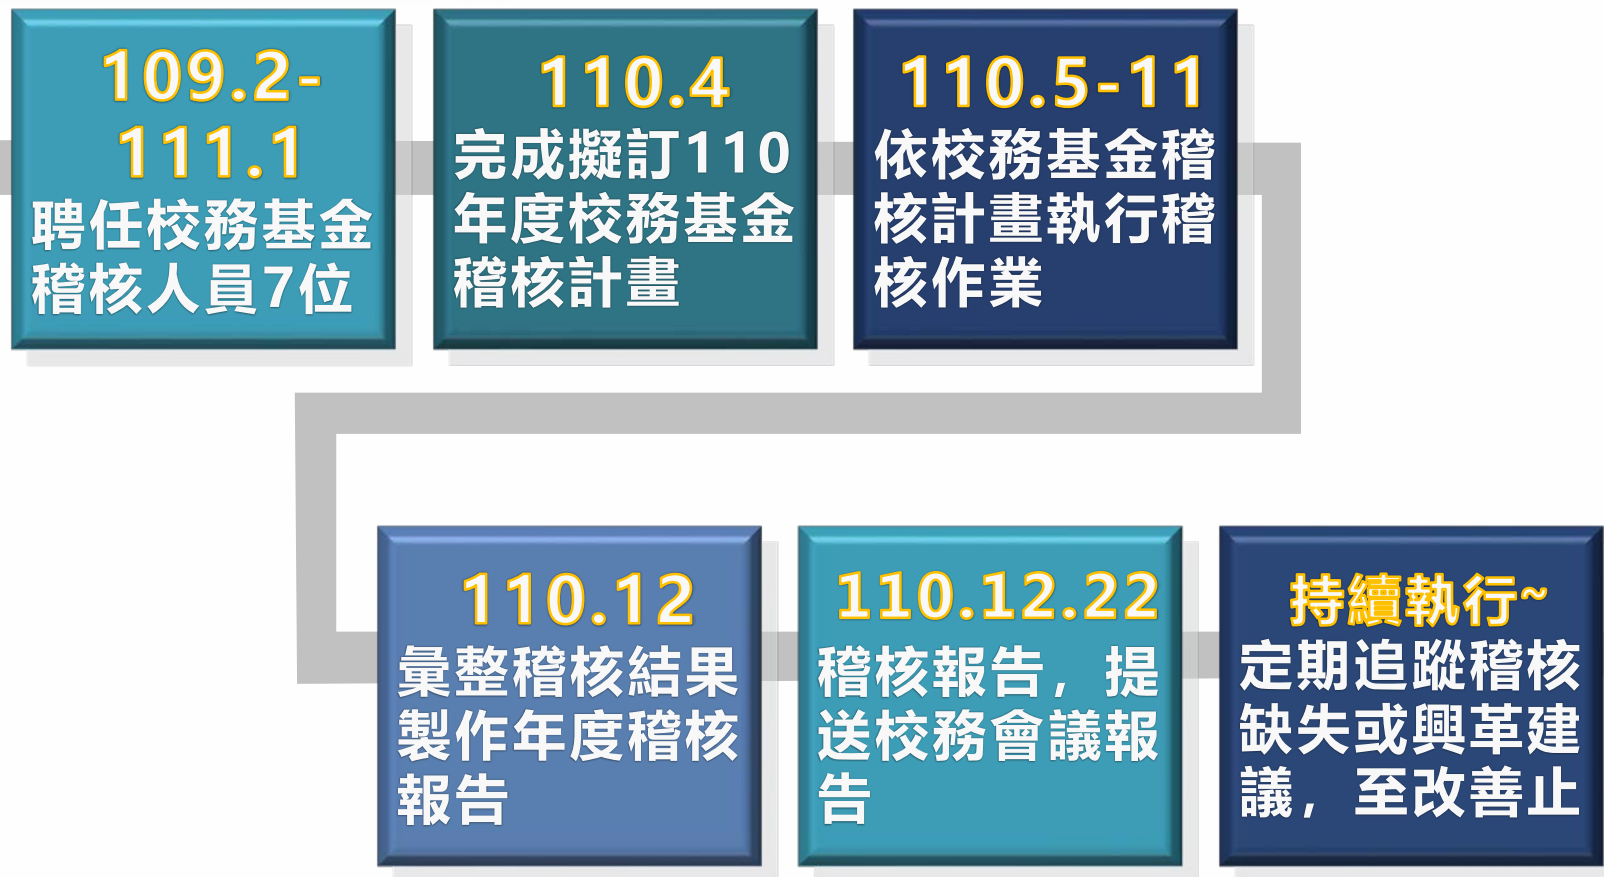 109.2-
111.1
聘任校務基金
稽核人員7位
110.4
完成擬訂110
年度校務基金
稽核計畫
110.5-11
依校務基金稽
核計畫執行稽
核作業
110.12
彙整稽核結果
製作年度稽核
報告
110.12.22
稽核報告，提
送校務會議報
告
持續執行~
定期追蹤稽核
缺失或興革建
議，至改善止